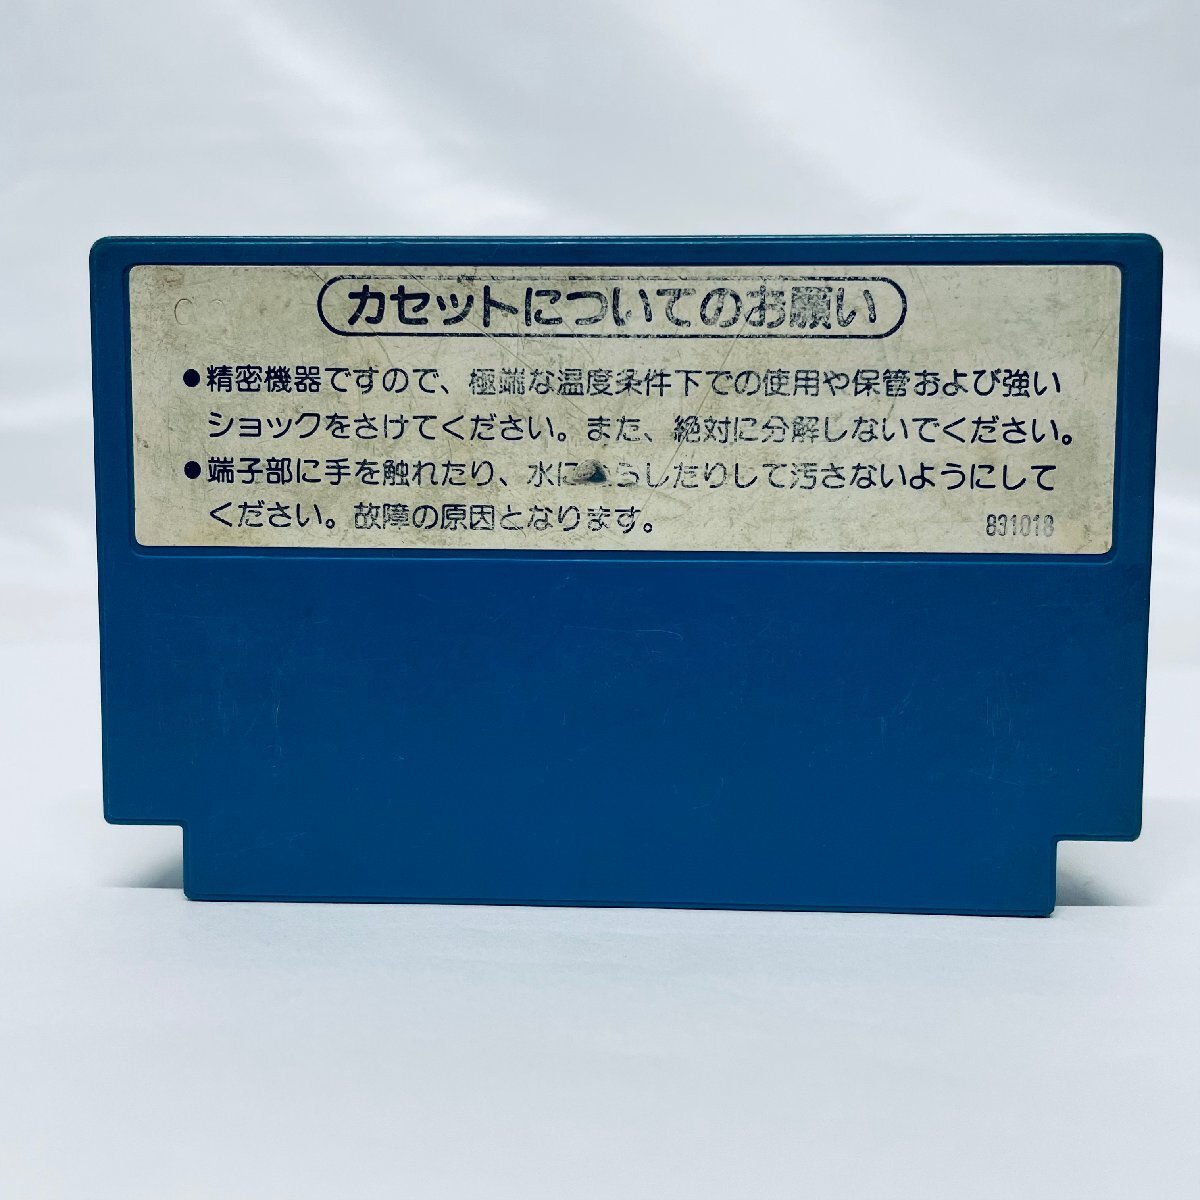 カセットについてのお願い
●精密機器ですので、極端な温度条件下での使用や保管および強い
ショックをさけてください。また、絶対に分解しないでください。
●端子部に手を触れたり、水にぬらしたりして汚さないようにして
ください。故障の原因となります。
831018